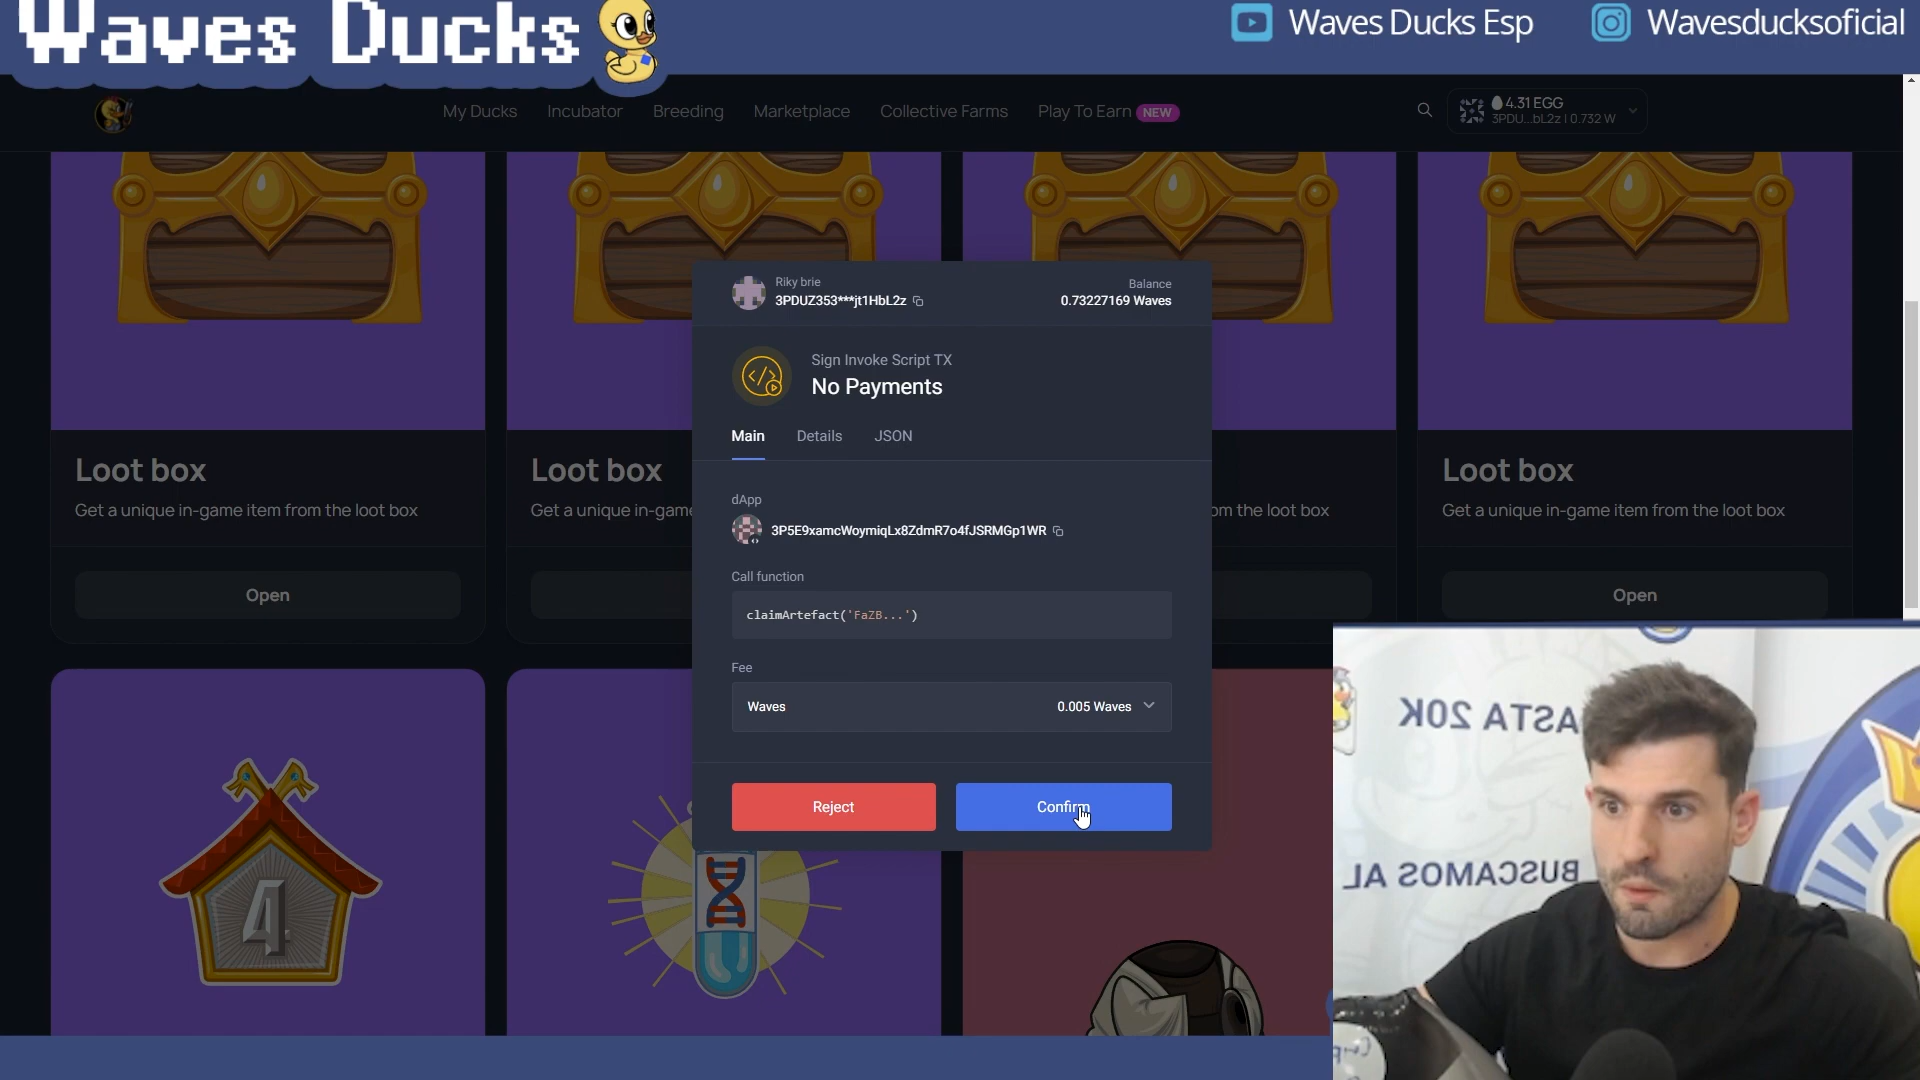 Waves Ducks
Waves Ducks Esp
Wavesducksoficial
My Ducks
Incubator
Breeding
Marketplace
Collective Farms
Play To Earn NEW
4.31 EGG
3PDU...bL2z | 0.732 W
Riky brie
3PDUZ353***jt1HbL2z
Balance
0.73227169 Waves
Sign Invoke Script TX
No Payments
Main
Details
JSON
dApp
3P5E9xamcWoymiqLx8ZdmR7o4fJSRMGp1WR
Call function
claimArtefact('FaZB...')
Fee
Waves
0.005 Waves
Reject
Confirm
Loot box
Get a unique in-game item from the loot box
Open
Loot box
Get a unique in-game
om the loot box
Loot box
Get a unique in-game item from the loot box
Open
4
ASTA 20K
BUSCAMOS AL